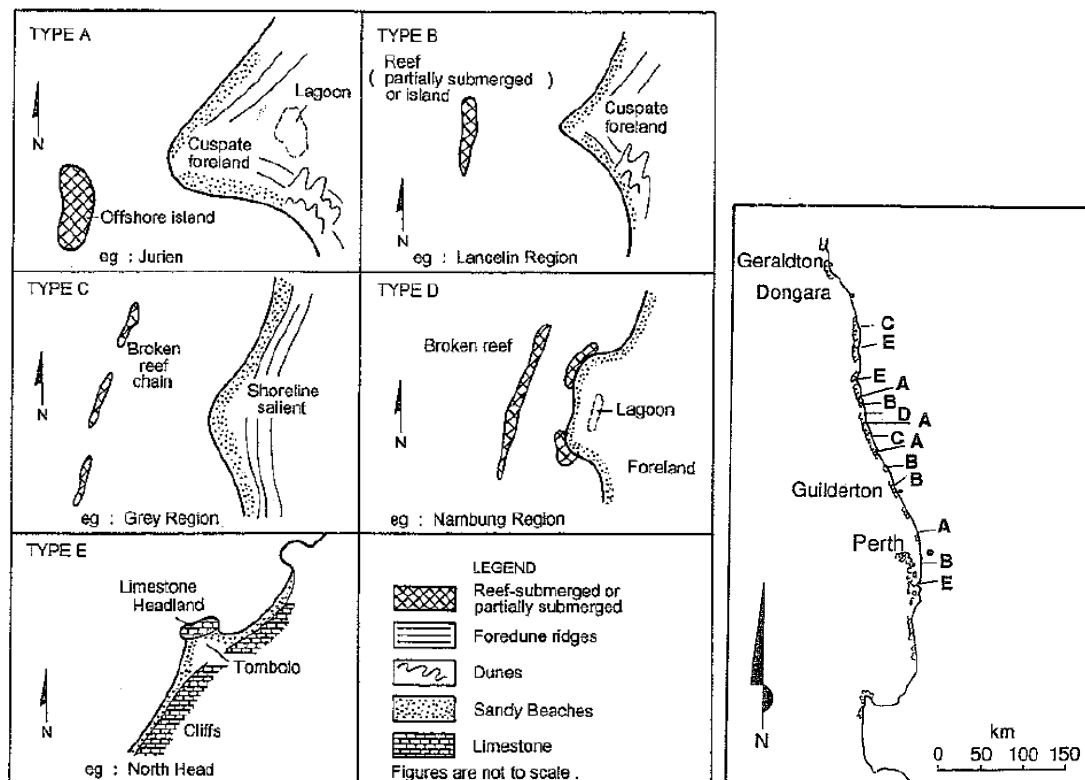 TYPE A
Lagoon
Cuspate
foreland
N
Offshore island
eg : Jurien
TYPE B
Reef
( partially submerged )
or island
Cuspate
foreland
N
eg : Lancelin Region
TYPE C
Broken
reef
chain
Shoreline
salient
N
eg : Grey Region
TYPE D
Broken reef
Lagoon
N
Foreland
eg : Nambung Region
TYPE E
Limestone
Headland
Tombolo
N
Cliffs
eg : North Head
LEGEND
Reef-submerged or
partially submerged
Foredune ridges
Dunes
Sandy Beaches
Limestone
Figures are not to scale .
Geraldton
Dongara
C
E
E
A
B
D
A
C
A
B
B
Guilderton
A
Perth
B
E
N
km
0 50 100 150